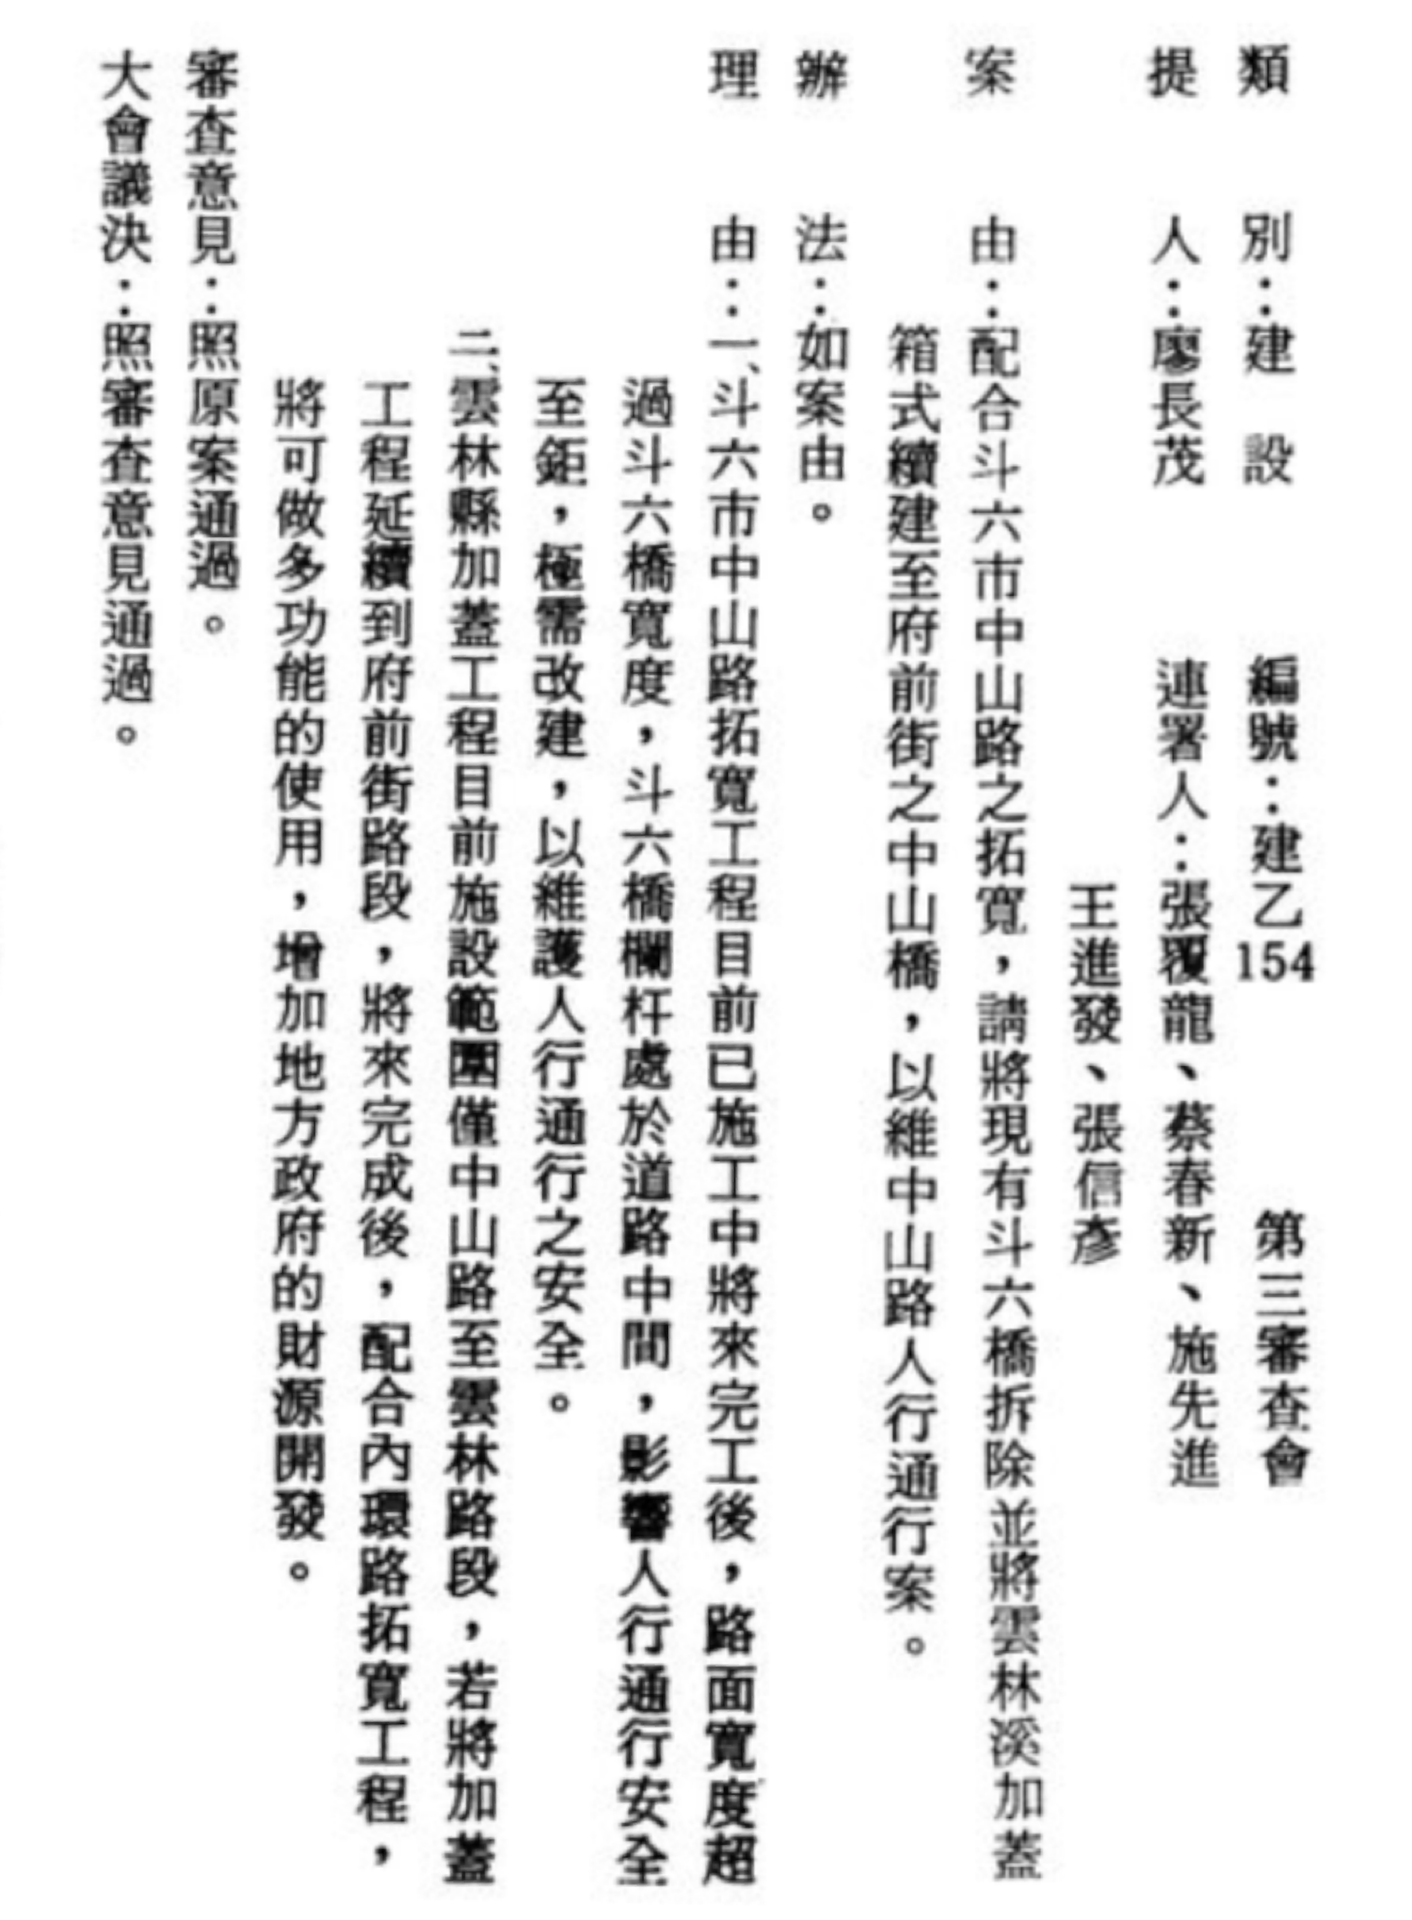 類　別：建　設　編號：建乙154　第三審查會
提　人：廖長茂　連署人：張覆龍、蔡春新、施先進
王進發、張信彥
案　由：配合斗六市中山路之拓寬，請將現有斗六橋拆除並將雲林溪加蓋
箱式續建至府前街之中山橋，以維中山路人行通行案。
辦　法：如案由。
理　由：一、斗六市中山路拓寬工程目前已施工中將來完工後，路面寬度超
過斗六橋寬度，斗六橋欄杆處於道路中間，影響人行通行安全
至鉅，極需改建，以維護人行通行之安全。
二、雲林縣加蓋工程目前施設範圍僅中山路至雲林路段，若將加蓋
工程延續到府前街路段，將來完成後，配合內環路拓寬工程，
將可做多功能的使用，增加地方政府的財源開發。
審查意見：照原案通過。
大會議決：照審查意見通過。